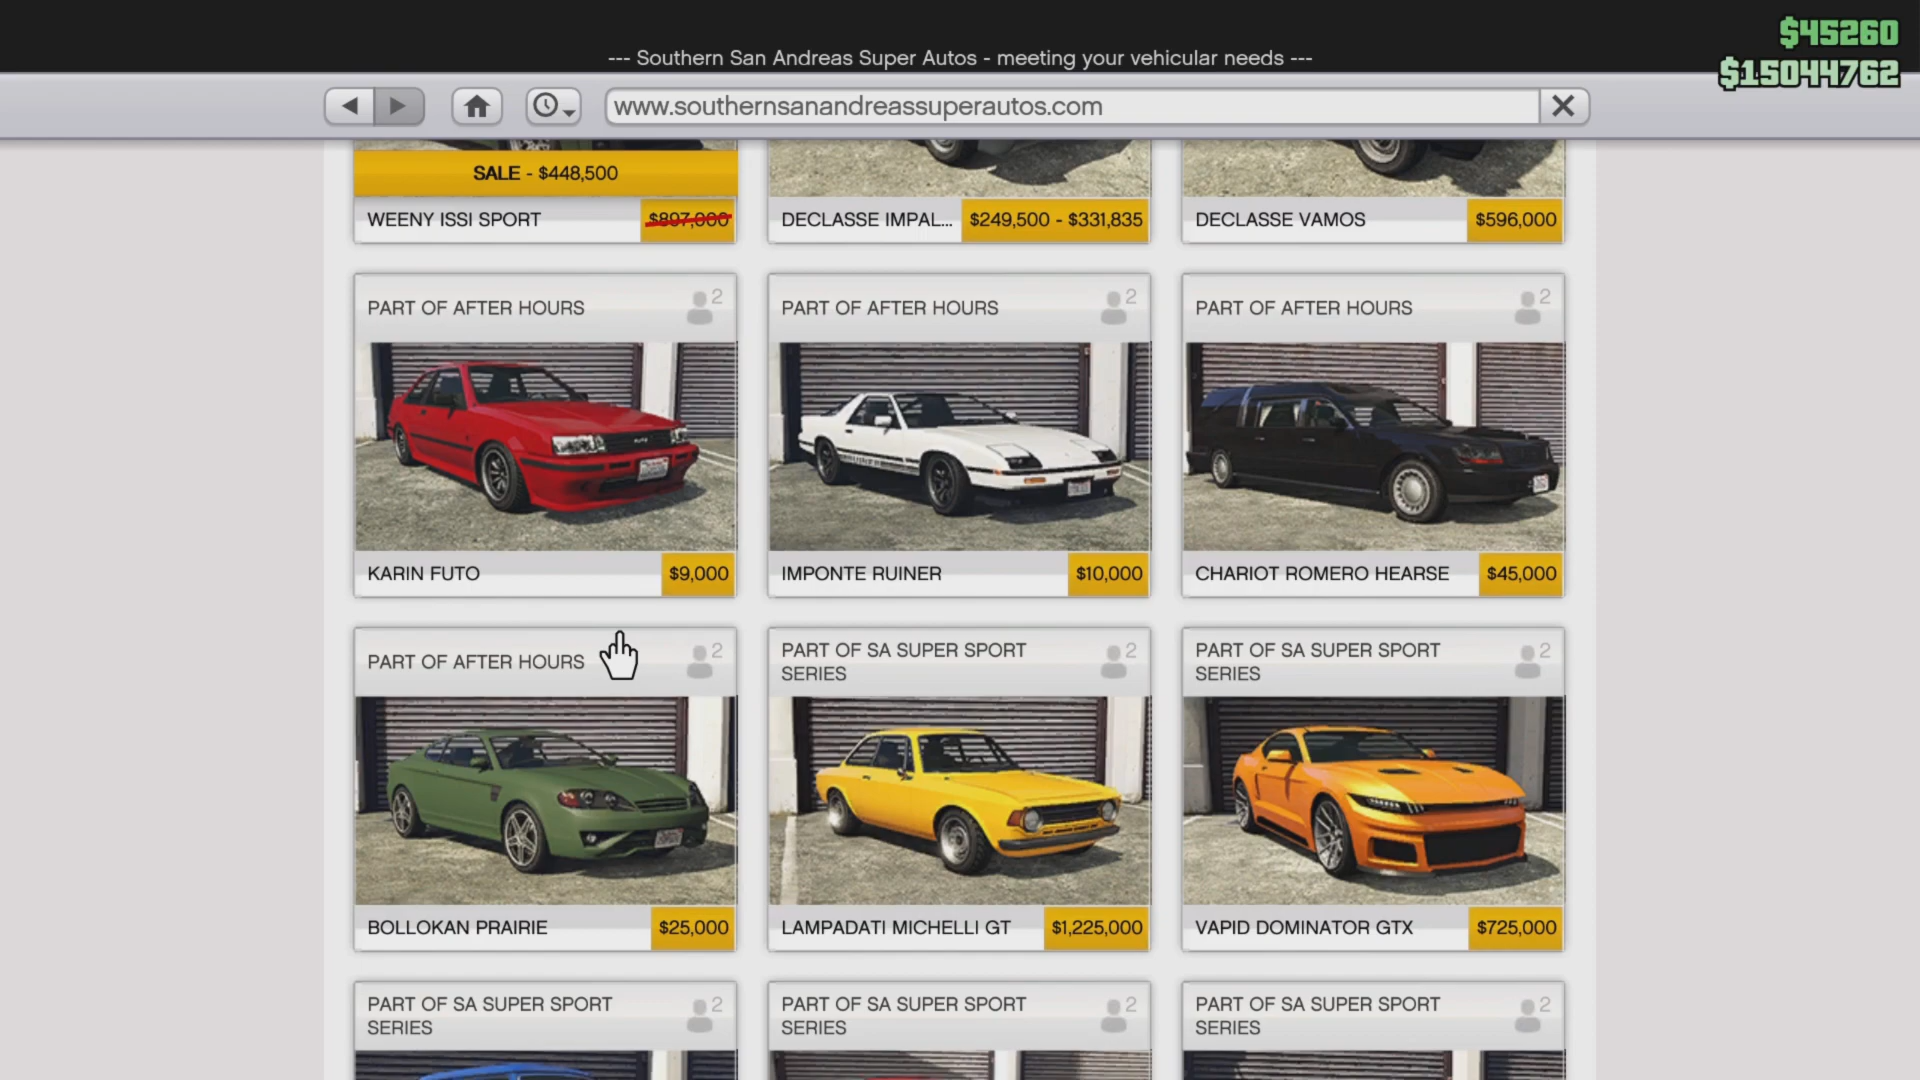 $45260
--- Southern San Andreas Super Autos - meeting your vehicular needs ---
$15044762
www.southernsanandreassuperautos.com
SALE - $448,500
WEENY ISSI SPORT
$897,000
DECLASSE IMPAL...
$249,500 - $331,835
DECLASSE VAMOS
$596,000
PART OF AFTER HOURS
2
PART OF AFTER HOURS
2
PART OF AFTER HOURS
2
KARIN FUTO
$9,000
IMPONTE RUINER
$10,000
CHARIOT ROMERO HEARSE
$45,000
PART OF AFTER HOURS
2
PART OF SA SUPER SPORT
SERIES
2
PART OF SA SUPER SPORT
SERIES
2
BOLLOKAN PRAIRIE
$25,000
LAMPADATI MICHELLI GT
$1,225,000
VAPID DOMINATOR GTX
$725,000
PART OF SA SUPER SPORT
SERIES
2
PART OF SA SUPER SPORT
SERIES
2
PART OF SA SUPER SPORT
SERIES
2